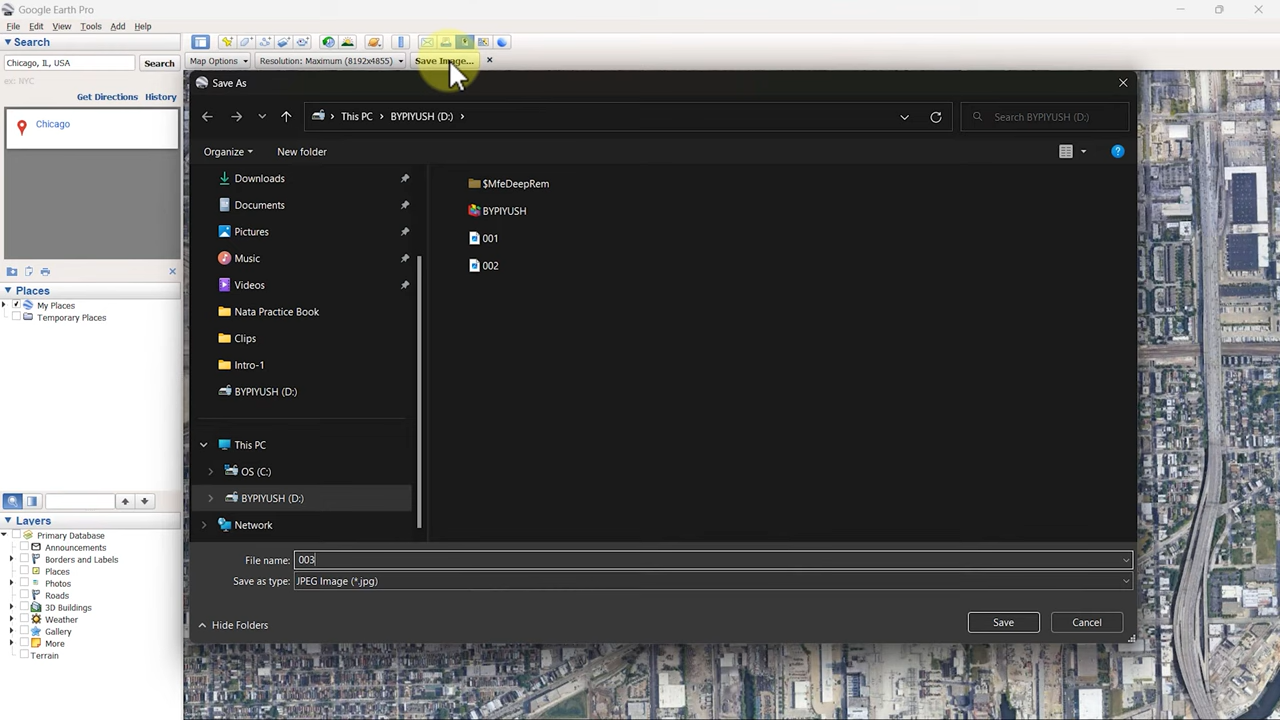 Google Earth Pro
File Edit View Tools Add Help
Search
Chicago, IL, USA Search
ex: NYC
Get Directions History
Chicago
Map Options Resolution: Maximum (8192x4855) Save Image...
Save As
This PC BYPIYUSH (D:)
Search BYPIYUSH (D:)
Organize New folder
Downloads
Documents
Pictures
Music
Videos
Nata Practice Book
Clips
Intro-1
BYPIYUSH (D:)
This PC
OS (C:)
BYPIYUSH (D:)
Network
$MfeDeepRem
BYPIYUSH
001
002
File name: 003
Save as type: JPEG Image (*.jpg)
Hide Folders
Save Cancel
Places
My Places
Temporary Places
Layers
Primary Database
Announcements
Borders and Labels
Places
Photos
Roads
3D Buildings
Weather
Gallery
More
Terrain